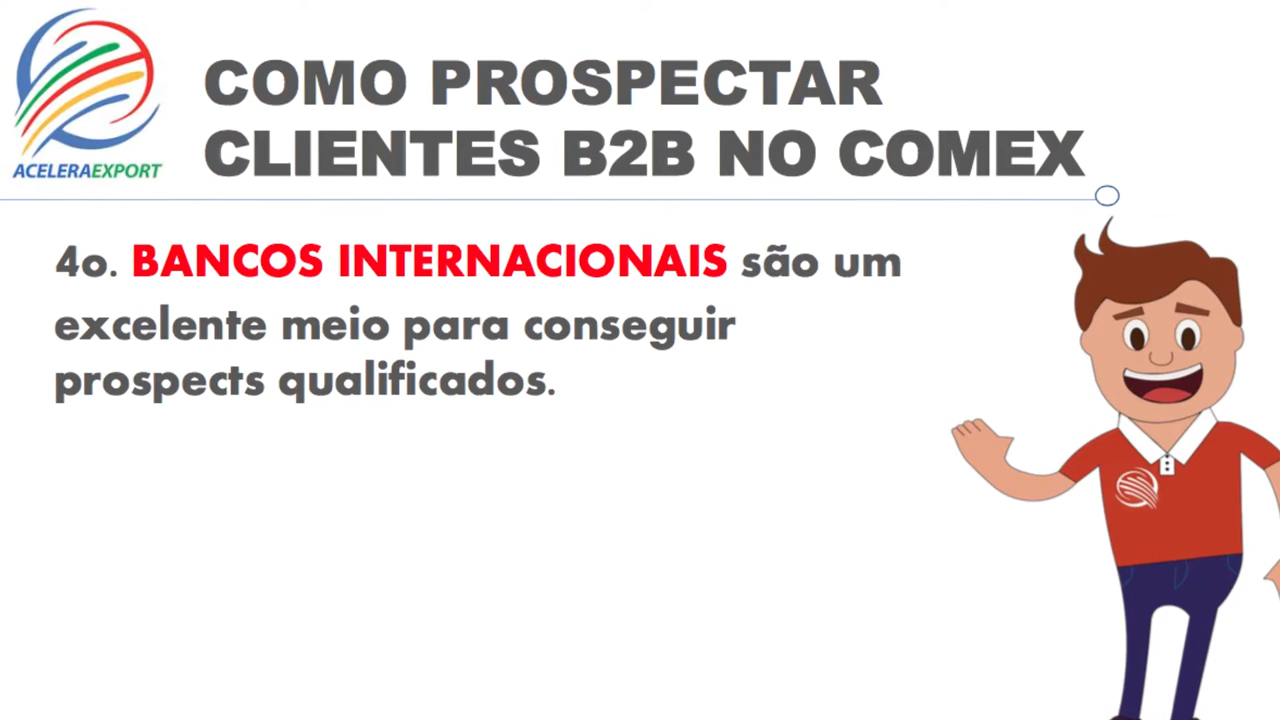 ACELERAEXPORT
COMO PROSPECTAR
CLIENTES B2B NO COMEX
4o. BANCOS INTERNACIONAIS são um
excelente meio para conseguir
prospects qualificados.